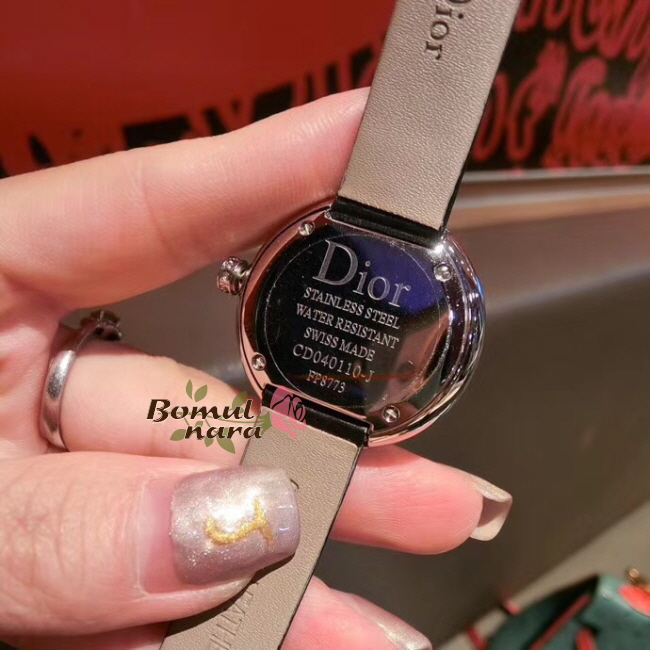 Dior
Dior
STAINLESS STEEL
WATER RESISTANT
SWISS MADE
CD040110-J
FP8773
Bomul
nara